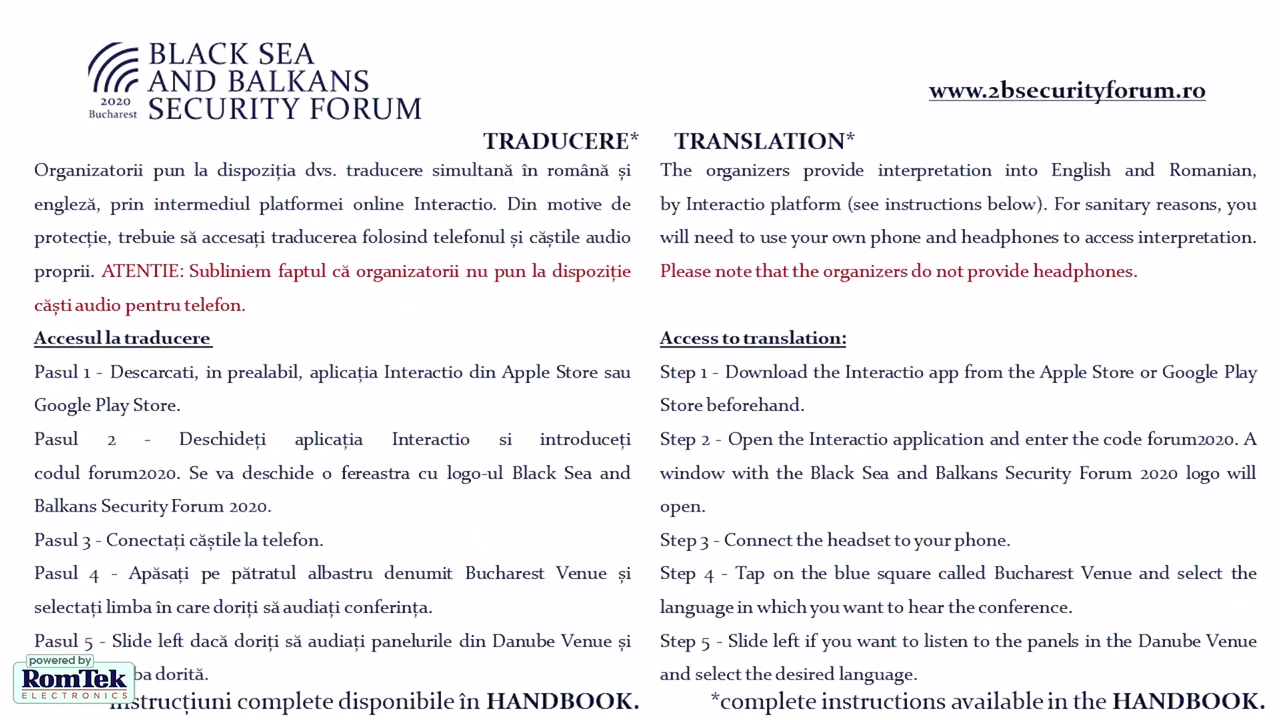 BLACK SEA
AND BALKANS
SECURITY FORUM
2020
Bucharest
www.2bsecurityforum.ro
TRADUCERE*
Organizatorii pun la dispoziția dvs. traducere simultană în română și
engleză, prin intermediul platformei online Interactio. Din motive de
protecție, trebuie să accesați traducerea folosind telefonul și căștile audio
proprii. ATENTIE: Subliniem faptul că organizatorii nu pun la dispoziție
căști audio pentru telefon.
Accesul la traducere
Pasul 1 - Descarcati, in prealabil, aplicația Interactio din Apple Store sau
Google Play Store.
Pasul 2 - Deschideți aplicația Interactio si introduceți
codul forum2020. Se va deschide o fereastra cu logo-ul Black Sea and
Balkans Security Forum 2020.
Pasul 3 - Conectați căștile la telefon.
Pasul 4 - Apăsați pe pătratul albastru denumit Bucharest Venue și
selectați limba în care doriți să audiați conferința.
Pasul 5 - Slide left dacă doriți să audiați panelurile din Danube Venue și
dorită.
instrucțiuni complete disponibile în HANDBOOK.
TRANSLATION*
The organizers provide interpretation into English and Romanian,
by Interactio platform (see instructions below). For sanitary reasons, you
will need to use your own phone and headphones to access interpretation.
Please note that the organizers do not provide headphones.
Access to translation:
Step 1 - Download the Interactio app from the Apple Store or Google Play
Store beforehand.
Step 2 - Open the Interactio application and enter the code forum2020. A
window with the Black Sea and Balkans Security Forum 2020 logo will
open.
Step 3 - Connect the headset to your phone.
Step 4 - Tap on the blue square called Bucharest Venue and select the
language in which you want to hear the conference.
Step 5 - Slide left if you want to listen to the panels in the Danube Venue
and select the desired language.
*complete instructions available in the HANDBOOK.
powered by
RomTek
ELECTRONICS